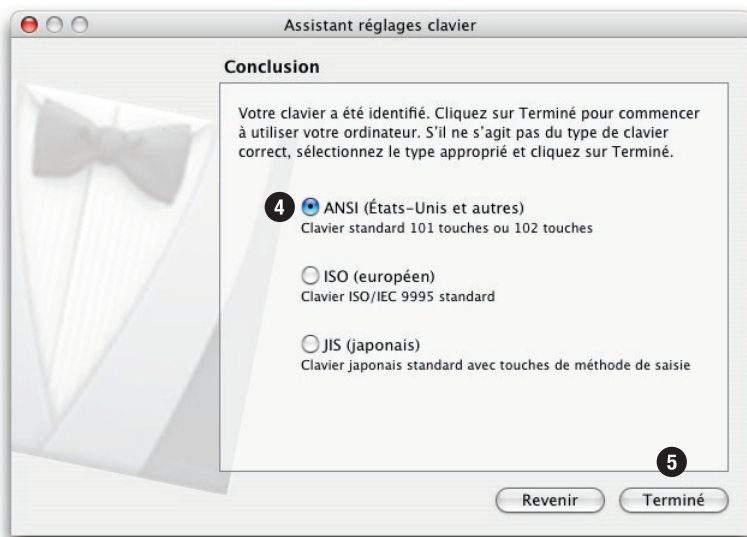 Assistant réglages clavier
Conclusion
Votre clavier a été identifié. Cliquez sur Terminé pour commencer
à utiliser votre ordinateur. S'il ne s'agit pas du type de clavier
correct, sélectionnez le type approprié et cliquez sur Terminé.
4 ANSI (États-Unis et autres)
Clavier standard 101 touches ou 102 touches
ISO (européen)
Clavier ISO/IEC 9995 standard
JIS (japonais)
Clavier japonais standard avec touches de méthode de saisie
5
Revenir Terminé